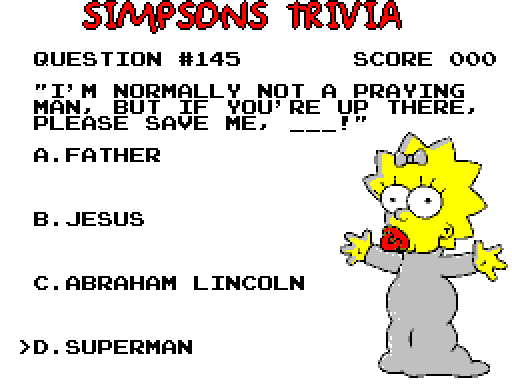 SIMPSONS TRIVIA
QUESTION #145 SCORE 000
"I'M NORMALLY NOT A PRAYING
MAN, BUT IF YOU'RE UP THERE,
PLEASE SAVE ME, ___!"
A.FATHER
B.JESUS
C.ABRAHAM LINCOLN
>D.SUPERMAN